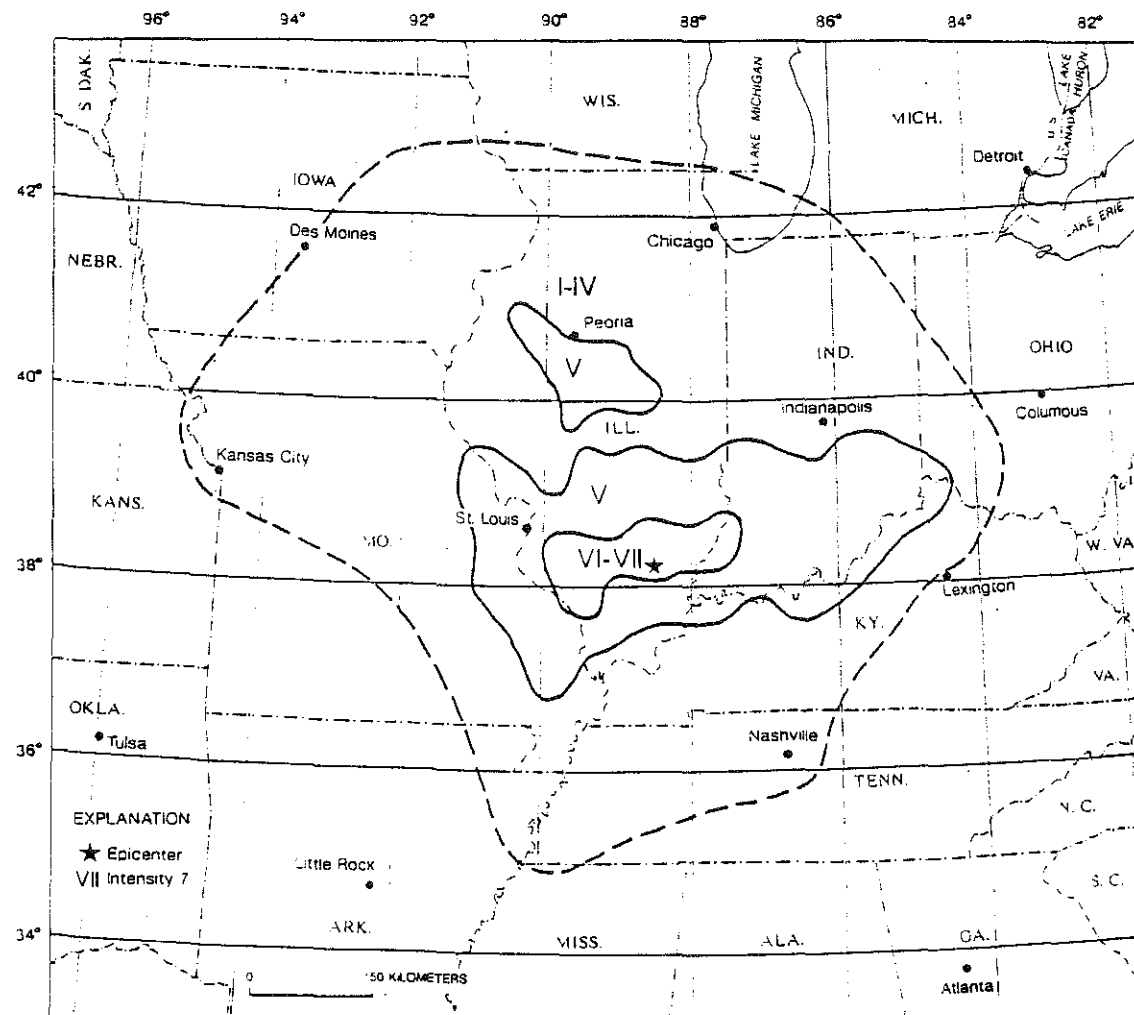 96° 94° 92° 90° 88° 86° 84° 82°
S DAK.
WIS.
LAKE MICHIGAN
MICH.
LAKE HURON
U S
CANADA
Detroit
42°
IOWA
Des Moines
Chicago
LAKE ERIE
NEBR.
I-IV
Peoria
V
IND.
OHIO
40°
ILL.
Indianapolis
Columous
Kansas City
KANS.
V
St. Louis
MO.
VI-VII
W. VA
38°
Lexington
KY.
VA.
OKLA.
Tulsa
Nashville
36°
TENN.
N. C.
EXPLANATION
Epicenter
VII Intensity 7
Little Rock
S. C.
34°
ARK.
MISS.
ALA.
GA.
0 50 KILOMETERS
Atlanta